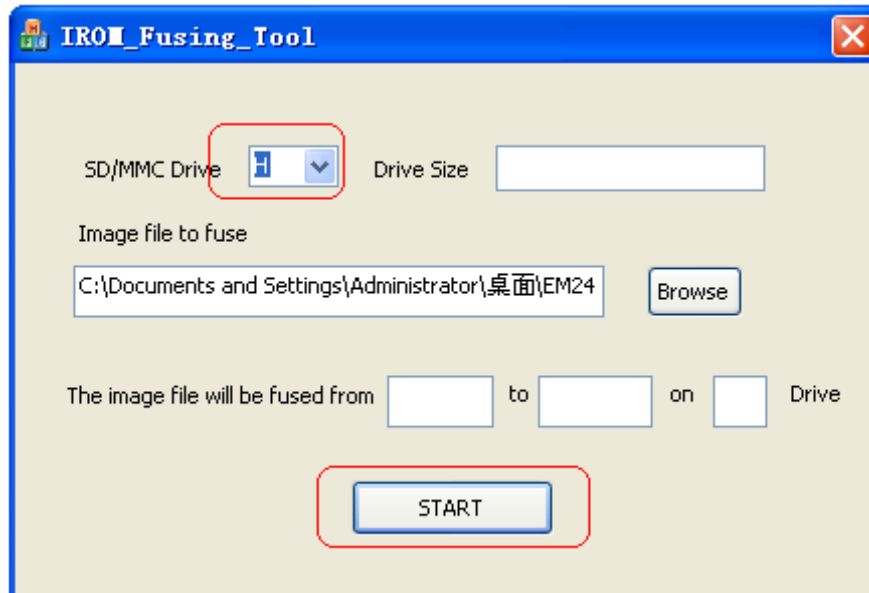 IROM_Fusing_Tool
SD/MMC Drive H Drive Size
Image file to fuse
C:\Documents and Settings\Administrator\桌面\EM24
Browse
The image file will be fused from to on Drive
START